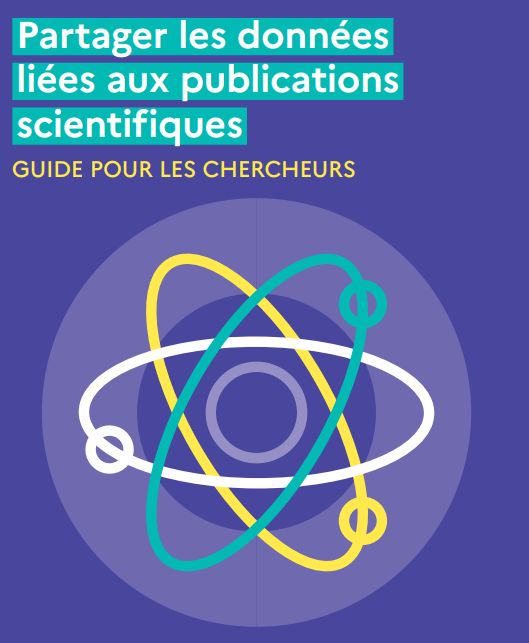 Partager les données
liées aux publications
scientifiques
GUIDE POUR LES CHERCHEURS